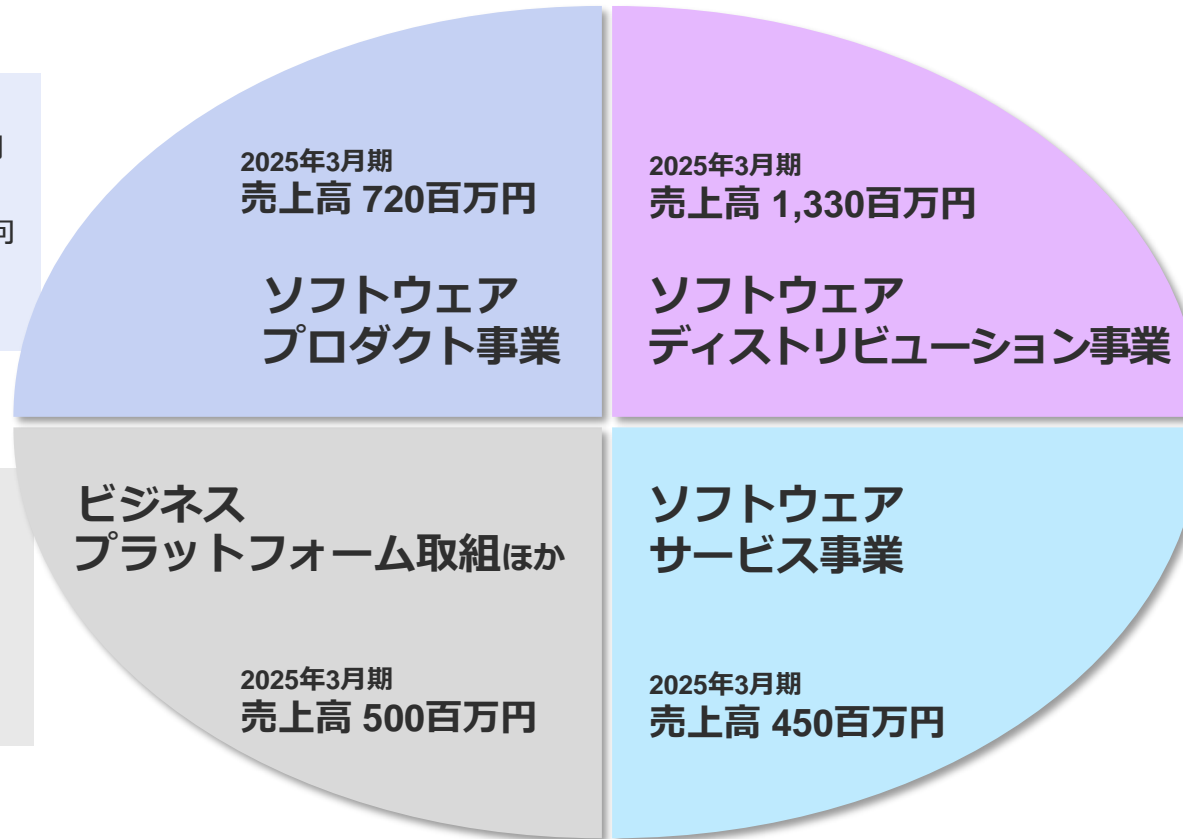 2025年3月期
売上高 720百万円
ソフトウェア
プロダクト事業
2025年3月期
売上高 1,330百万円
ソフトウェア
ディストリビューション事業
ビジネス
プラットフォーム取組ほか
2025年3月期
売上高 500百万円
ソフトウェア
サービス事業
2025年3月期
売上高 450百万円